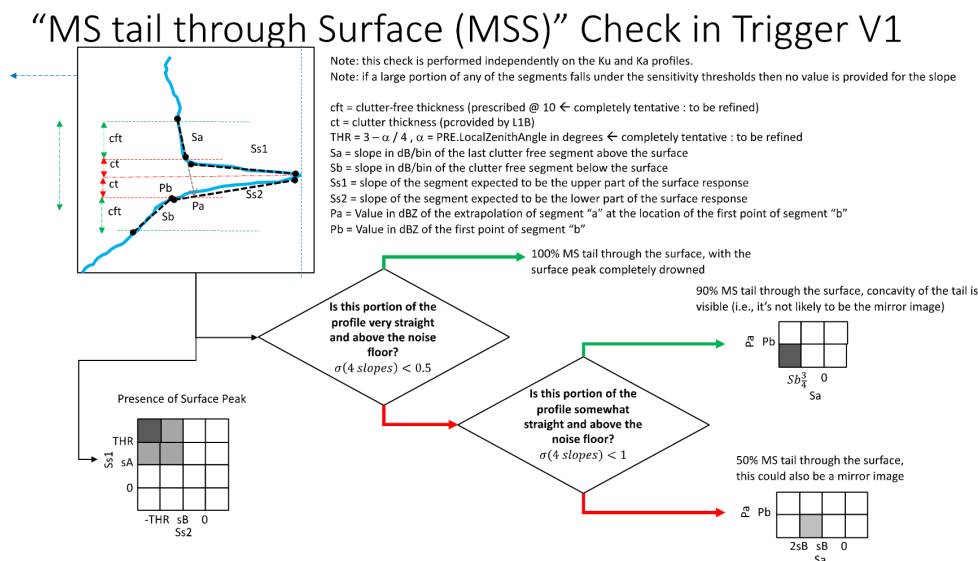 “MS tail through Surface (MSS)” Check in Trigger V1
Note: this check is performed independently on the Ku and Ka profiles.
Note: if a large portion of any of the segments falls under the sensitivity thresholds then no value is provided for the slope
cft = clutter-free thickness (prescribed @ 10 ← completely tentative : to be refined)
ct = clutter thickness (pcrovided by L1B)
THR = 3 – α / 4 , α = PRE.LocalZenithAngle in degrees ← completely tentative : to be refined
Sa = slope in dB/bin of the last clutter free segment above the surface
Sb = slope in dB/bin of the clutter free segment below the surface
Ss1 = slope of the segment expected to be the upper part of the surface response
Ss2 = slope of the segment expected to be the lower part of the surface response
Pa = Value in dBZ of the extrapolation of segment “a” at the location of the first point of segment “b”
Pb = Value in dBZ of the first point of segment “b”
cft
Sa
Ss1
ct
ct
Pb
Ss2
Pa
cft
Sb
100% MS tail through the surface, with the
surface peak completely drowned
90% MS tail through the surface, concavity of the tail is
visible (i.e., it’s not likely to be the mirror image)
Is this portion of the
profile very straight
and above the noise
floor?
σ(4 slopes) < 0.5
Pa
Pb
Sb 3/4
0
Sa
Is this portion of the
profile somewhat
straight and above the
noise floor?
σ(4 slopes) < 1
Presence of Surface Peak
THR
sA
0
Ss1
-THR sB 0
Ss2
50% MS tail through the surface,
this could also be a mirror image
Pa
Pb
2sB sB 0
Sa